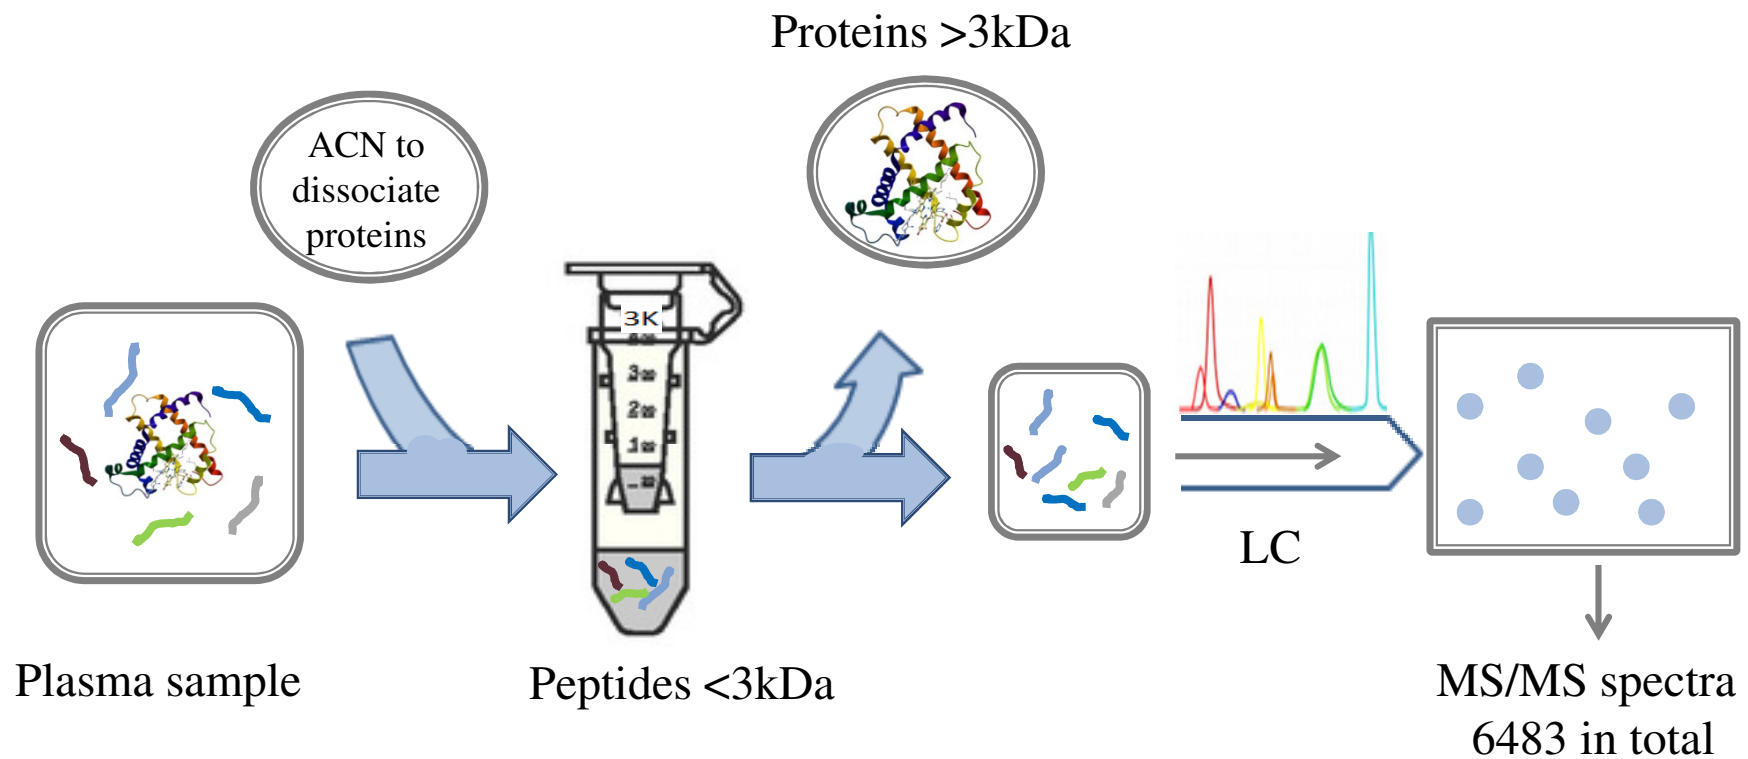 Proteins >3kDa
ACN to
dissociate
proteins
3K
Plasma sample
Peptides <3kDa
LC
MS/MS spectra
6483 in total